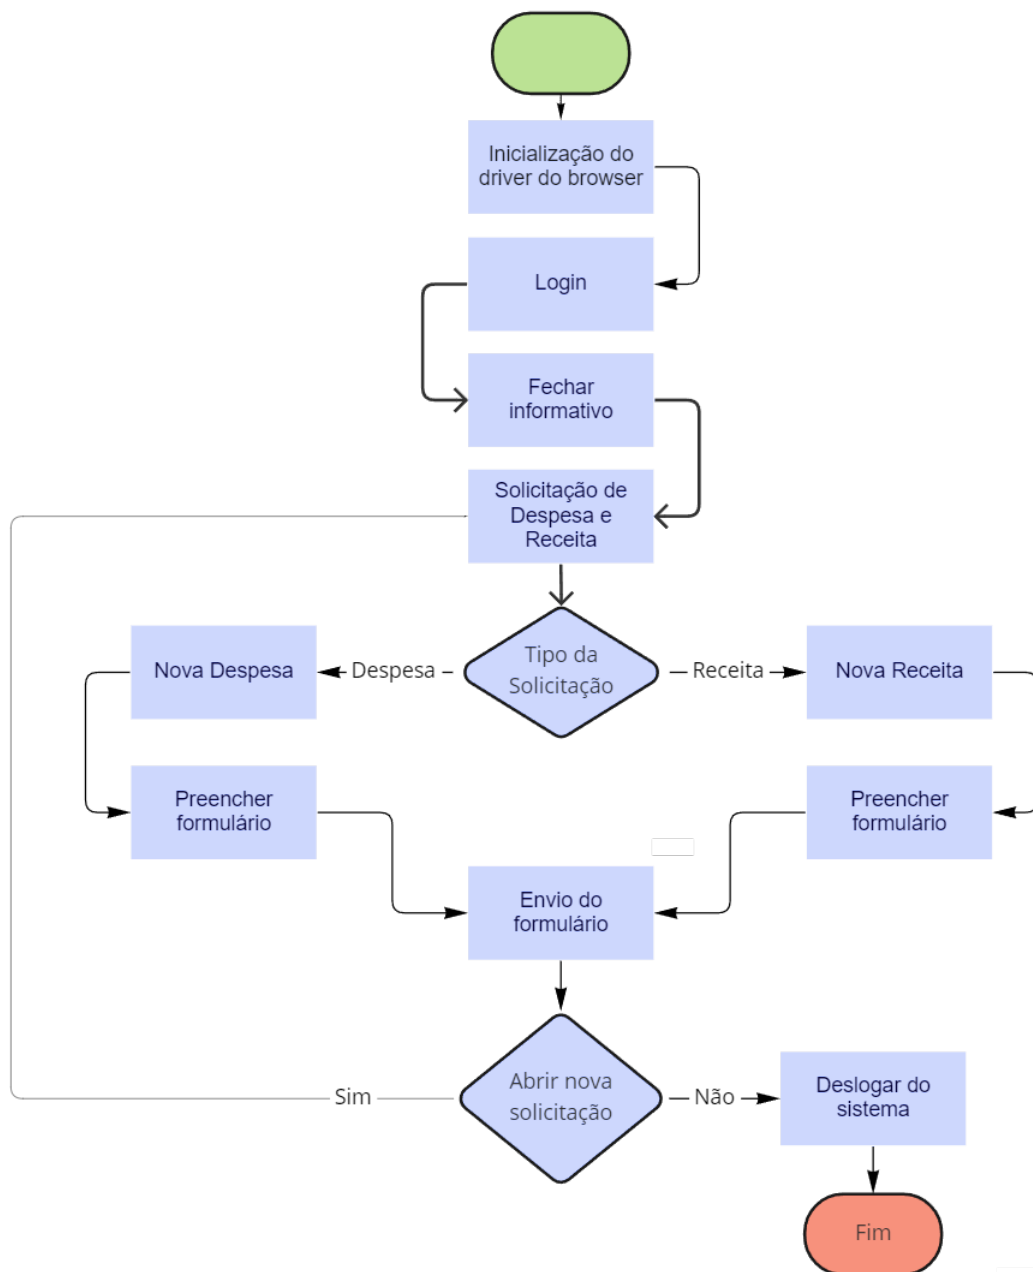 Inicialização do
driver do browser
Login
Fechar
informativo
Solicitação de
Despesa e
Receita
Tipo da
Solicitação
Despesa
Receita
Nova Despesa
Nova Receita
Preencher
formulário
Preencher
formulário
Envio do
formulário
Abrir nova
solicitação
Sim
Não
Deslogar do
sistema
Fim